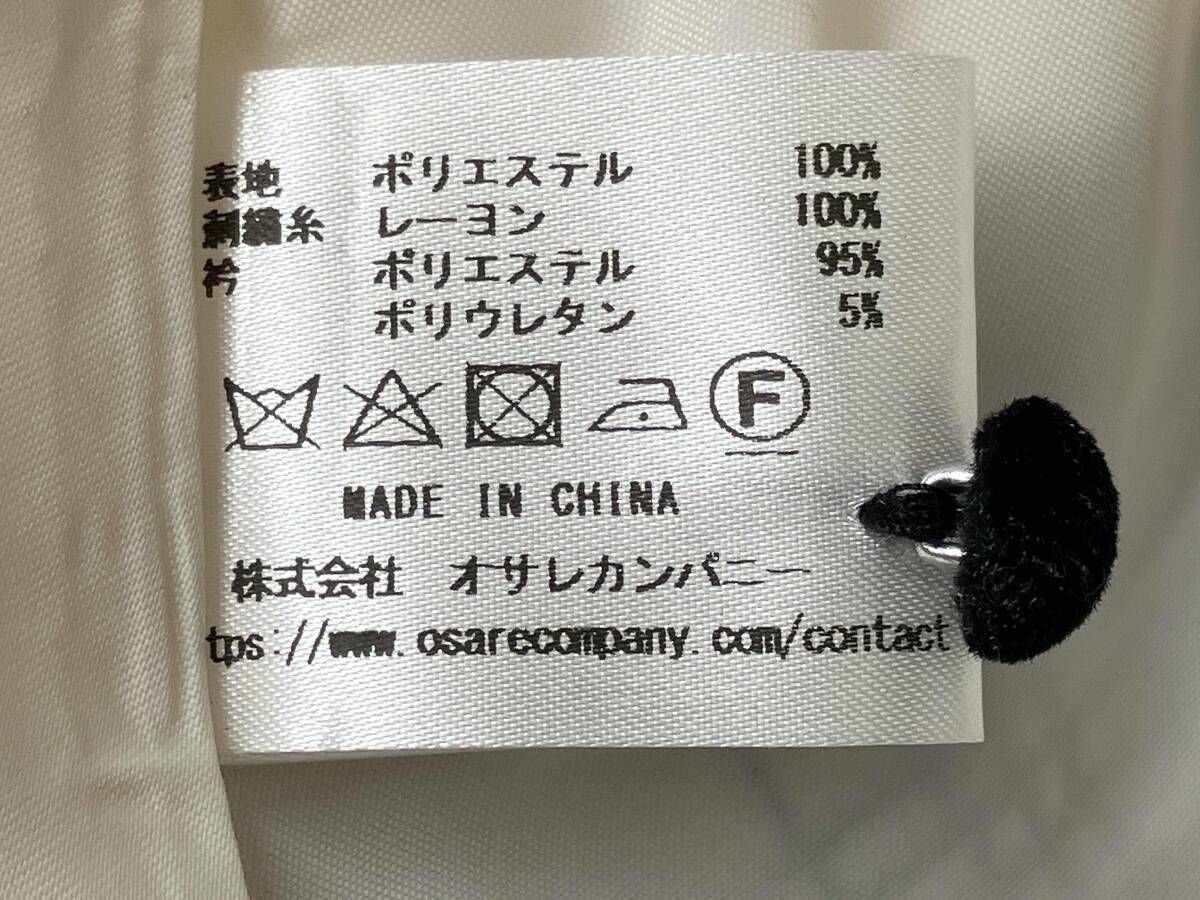 表地 ポリエステル 100%
刺繍糸 レーヨン 100%
衿 ポリエステル 95%
ポリウレタン 5%
F
MADE IN CHINA
株式会社 オサレカンパニー
tps://www.osarecompany.com/contact